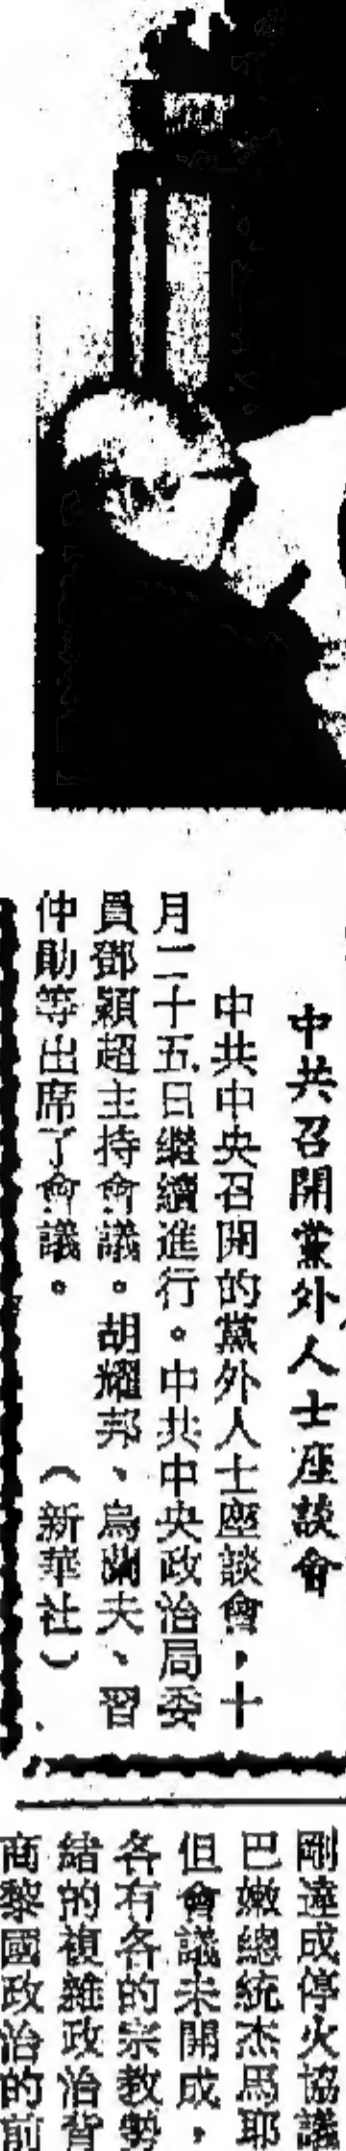 中共召開黨外人士座談會
中共中央召開的黨外人士座談會，十
月二十五日繼續進行。中共中央政治局委
員鄧穎超主持會議。胡耀邦、烏蘭夫、習
仲勛等出席了會議。　　（新華社）
剛達成停火協議
巴嫩總統杰馬耶
但會議未開成，
各有各的宗教勢
緒的複雜政治背
商黎國政治的前